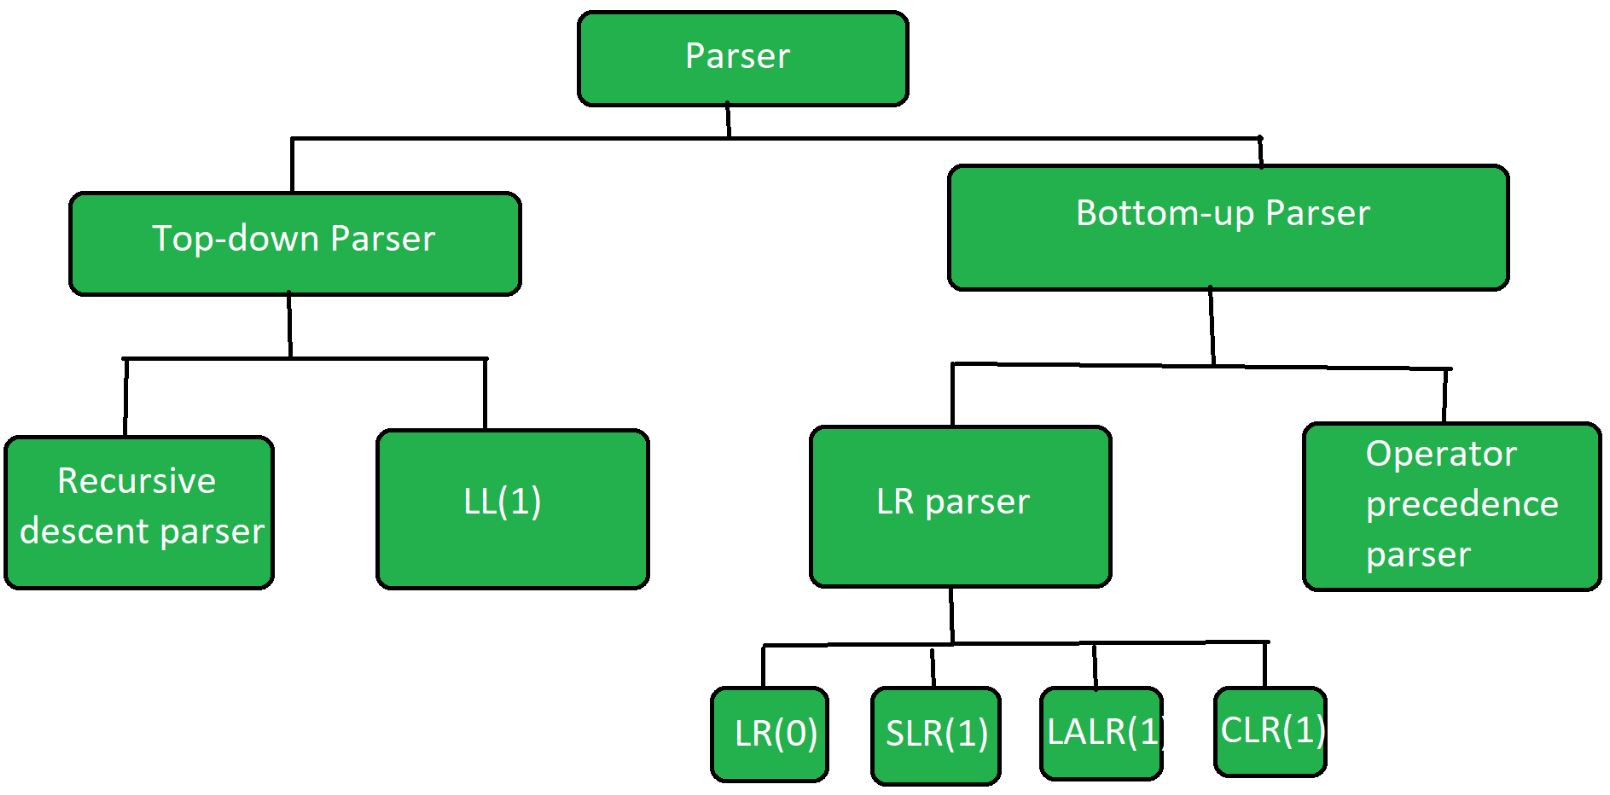 Parser
Top-down Parser
Bottom-up Parser
Recursive
descent parser
LL(1)
LR parser
Operator
precedence
parser
LR(0)
SLR(1)
LALR(1)
CLR(1)